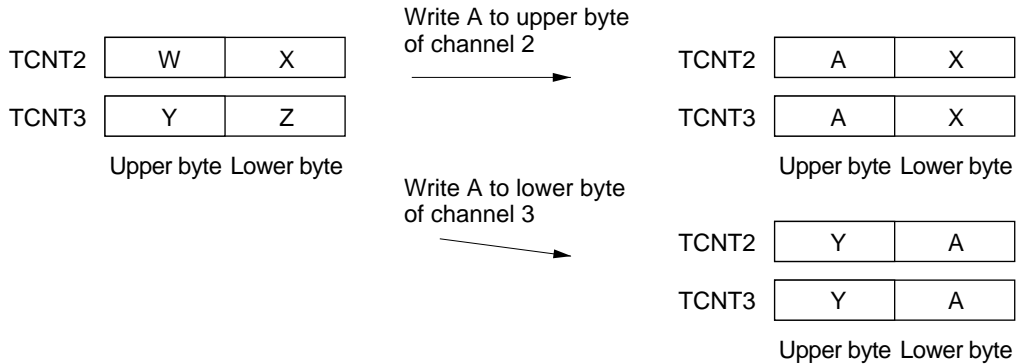 Write A to upper byte
of channel 2
TCNT2 W X
TCNT2 A X
TCNT3 Y Z
TCNT3 A X
Upper byte Lower byte
Upper byte Lower byte
Write A to lower byte
of channel 3
TCNT2 Y A
TCNT3 Y A
Upper byte Lower byte